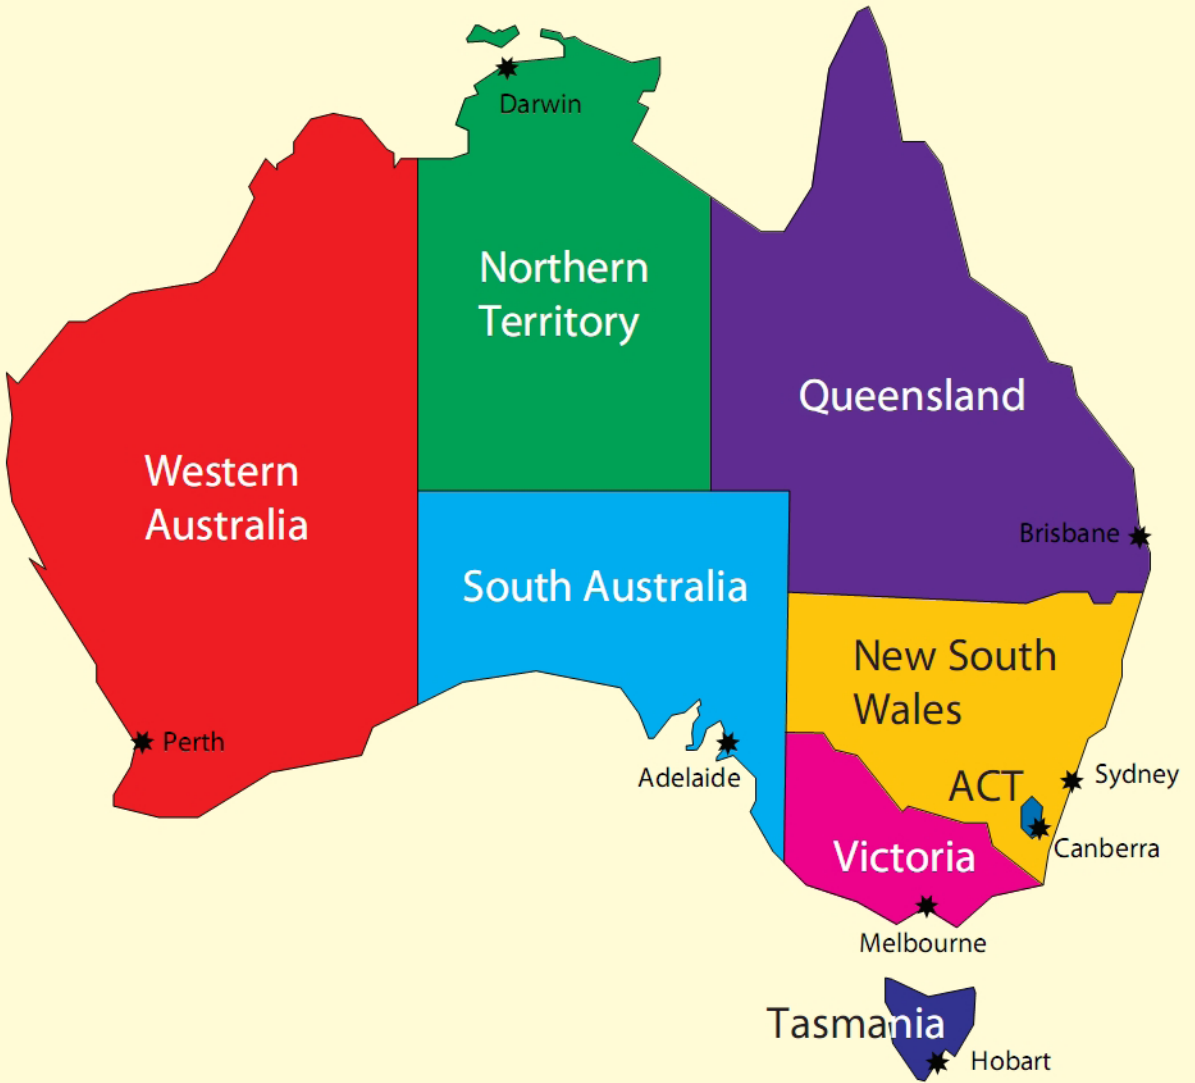 Darwin
Northern
Territory
Queensland
Western
Australia
Brisbane
South Australia
New South
Wales
Perth
Adelaide
ACT
Sydney
Canberra
Victoria
Melbourne
Tasmania
Hobart